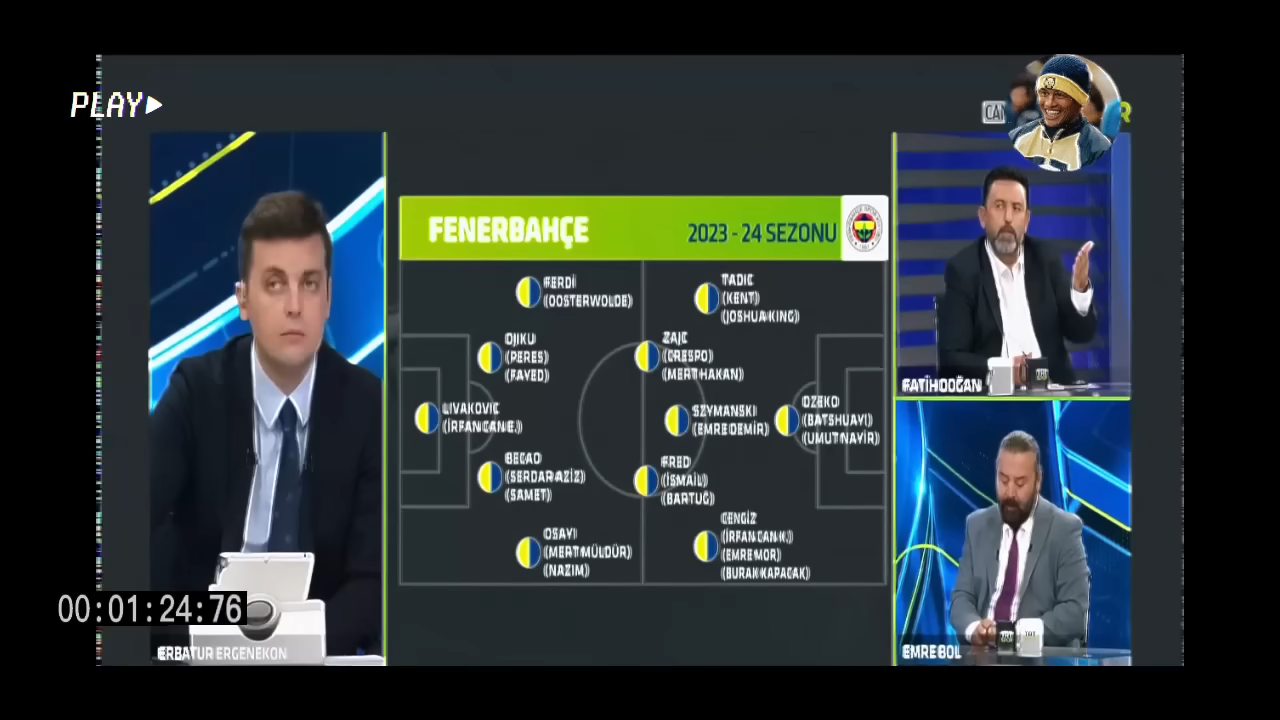 PLAY
CAN
R
FENERBAHÇE
2023 - 24 SEZONU
FERDİ
(OOSTERWOLDE)
TADIC
(KENT)
(JOSHUA KING)
DJIKU
(PERES)
(FAYED)
ZAJC
(CRESPO)
(MERT HAKAN)
LIVAKOVIC
(İRFAN CAN E.)
SZYMANSKI
(EMRE DEMİR)
DZEKO
(BATSHUAYI)
(UMUT NAYİR)
BECAO
(SERDAR AZİZ)
(SAMET)
FRED
(İSMAİL)
(BARTUĞ)
OSAYI
(MERT MÜLDÜR)
(NAZIM)
CENGİZ
(İRFAN CAN K.)
(EMRE MOR)
(BURAK KAPACAK)
FATİH DOĞAN
00:01:24:76
ERBATUR ERGENEKON
EMRE BOL